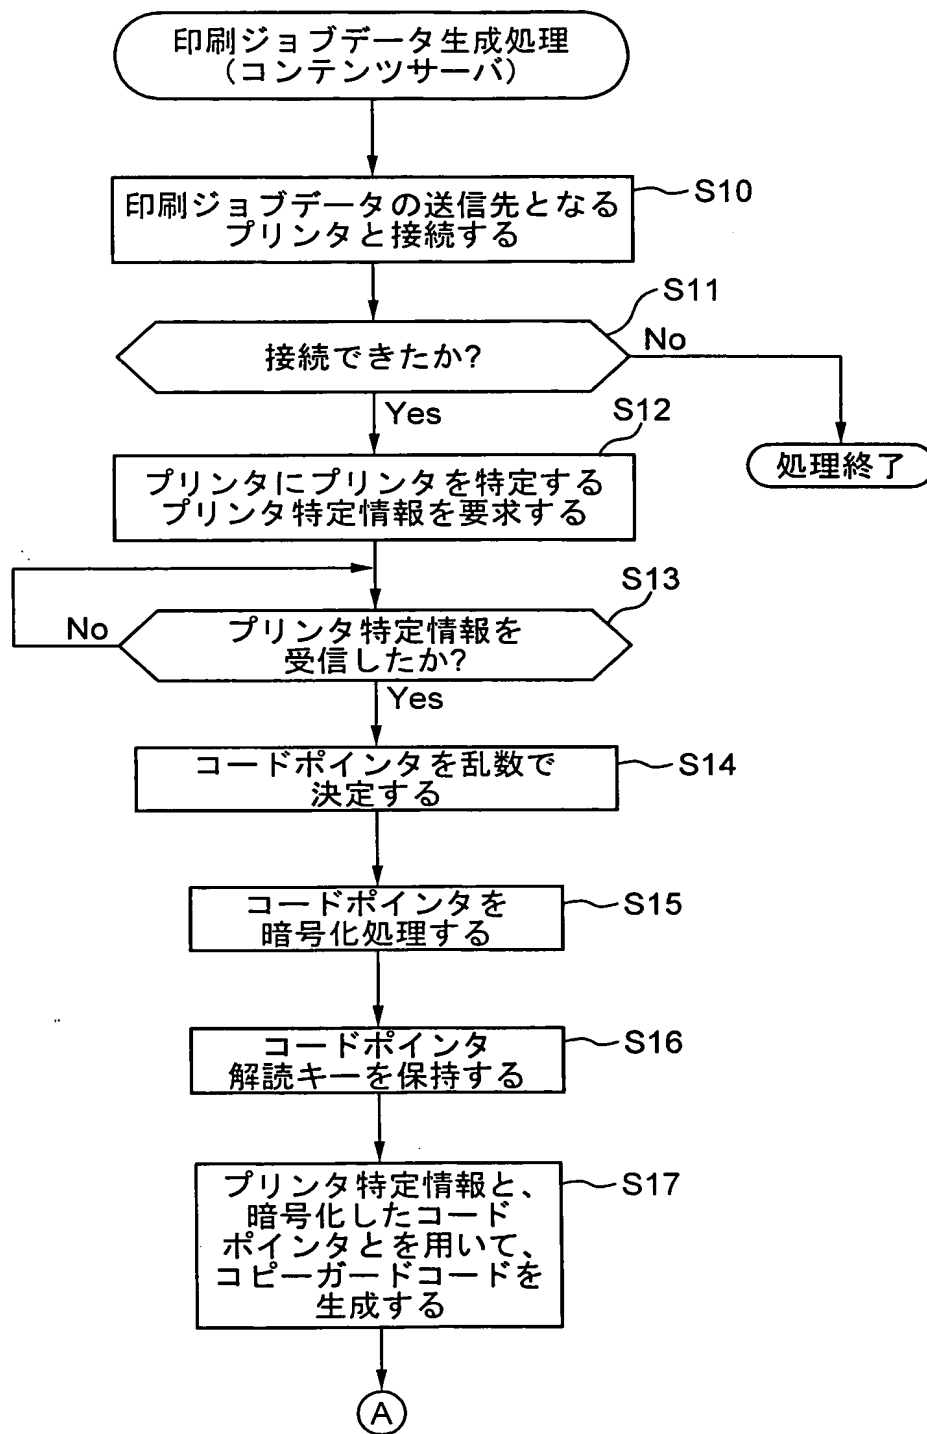 印刷ジョブデータ生成処理
(コンテンツサーバ)
印刷ジョブデータの送信先となる
プリンタと接続する
S10
接続できたか?
S11
No
Yes
処理終了
プリンタにプリンタを特定する
プリンタ特定情報を要求する
S12
プリンタ特定情報を
受信したか?
S13
No
Yes
コードポインタを乱数で
決定する
S14
コードポインタを
暗号化処理する
S15
コードポインタ
解読キーを保持する
S16
プリンタ特定情報と、
暗号化したコード
ポインタとを用いて、
コピーガードコードを
生成する
S17
A